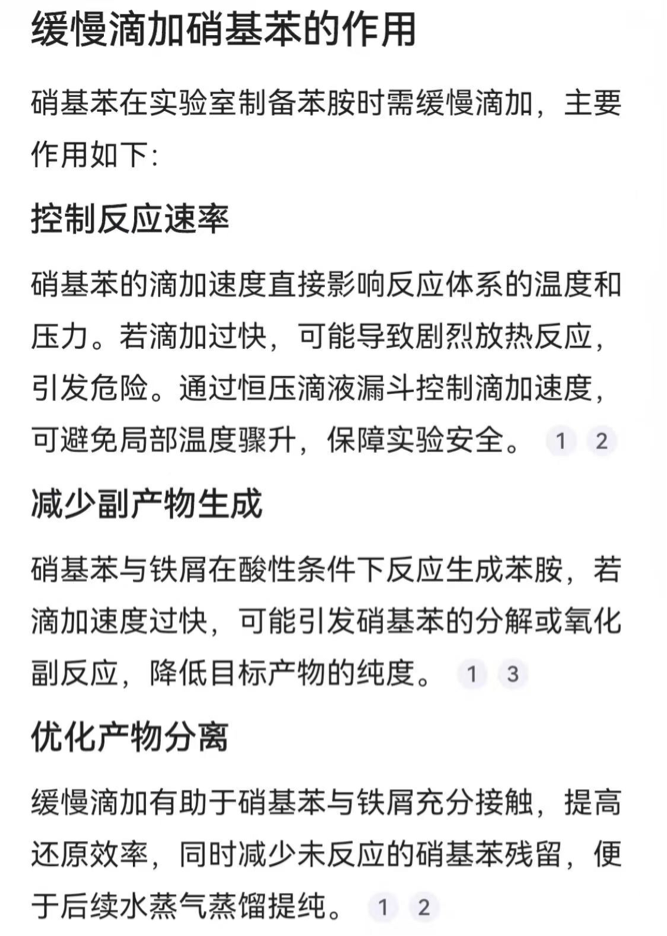 缓慢滴加硝基苯的作用
硝基苯在实验室制备苯胺时需缓慢滴加，主要
作用如下：
控制反应速率
硝基苯的滴加速度直接影响反应体系的温度和
压力。若滴加过快，可能导致剧烈放热反应，
引发危险。通过恒压滴液漏斗控制滴加速度，
可避免局部温度骤升，保障实验安全。 1 2
减少副产物生成
硝基苯与铁屑在酸性条件下反应生成苯胺，若
滴加速度过快，可能引发硝基苯的分解或氧化
副反应，降低目标产物的纯度。 1 3
优化产物分离
缓慢滴加有助于硝基苯与铁屑充分接触，提高
还原效率，同时减少未反应的硝基苯残留，便
于后续水蒸气蒸馏提纯。 1 2